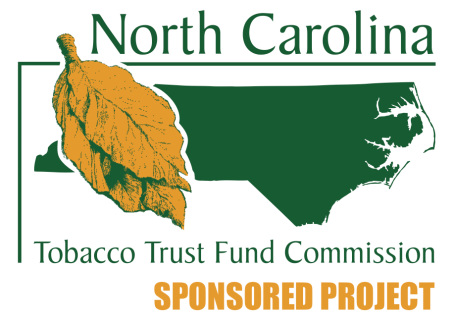 North Carolina
Tobacco Trust Fund Commission
SPONSORED PROJECT